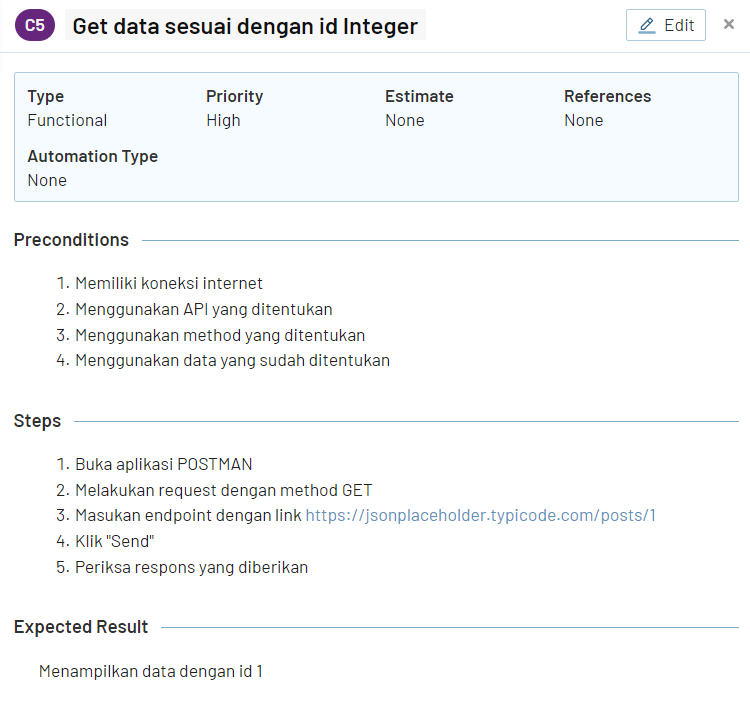 C5 Get data sesuai dengan id Integer Edit ×
Type Priority Estimate References
Functional High None None
Automation Type
None
Preconditions
1. Memiliki koneksi internet
2. Menggunakan API yang ditentukan
3. Menggunakan method yang ditentukan
4. Menggunakan data yang sudah ditentukan
Steps
1. Buka aplikasi POSTMAN
2. Melakukan request dengan method GET
3. Masukan endpoint dengan link https://jsonplaceholder.typicode.com/posts/1
4. Klik "Send"
5. Periksa respons yang diberikan
Expected Result
Menampilkan data dengan id 1